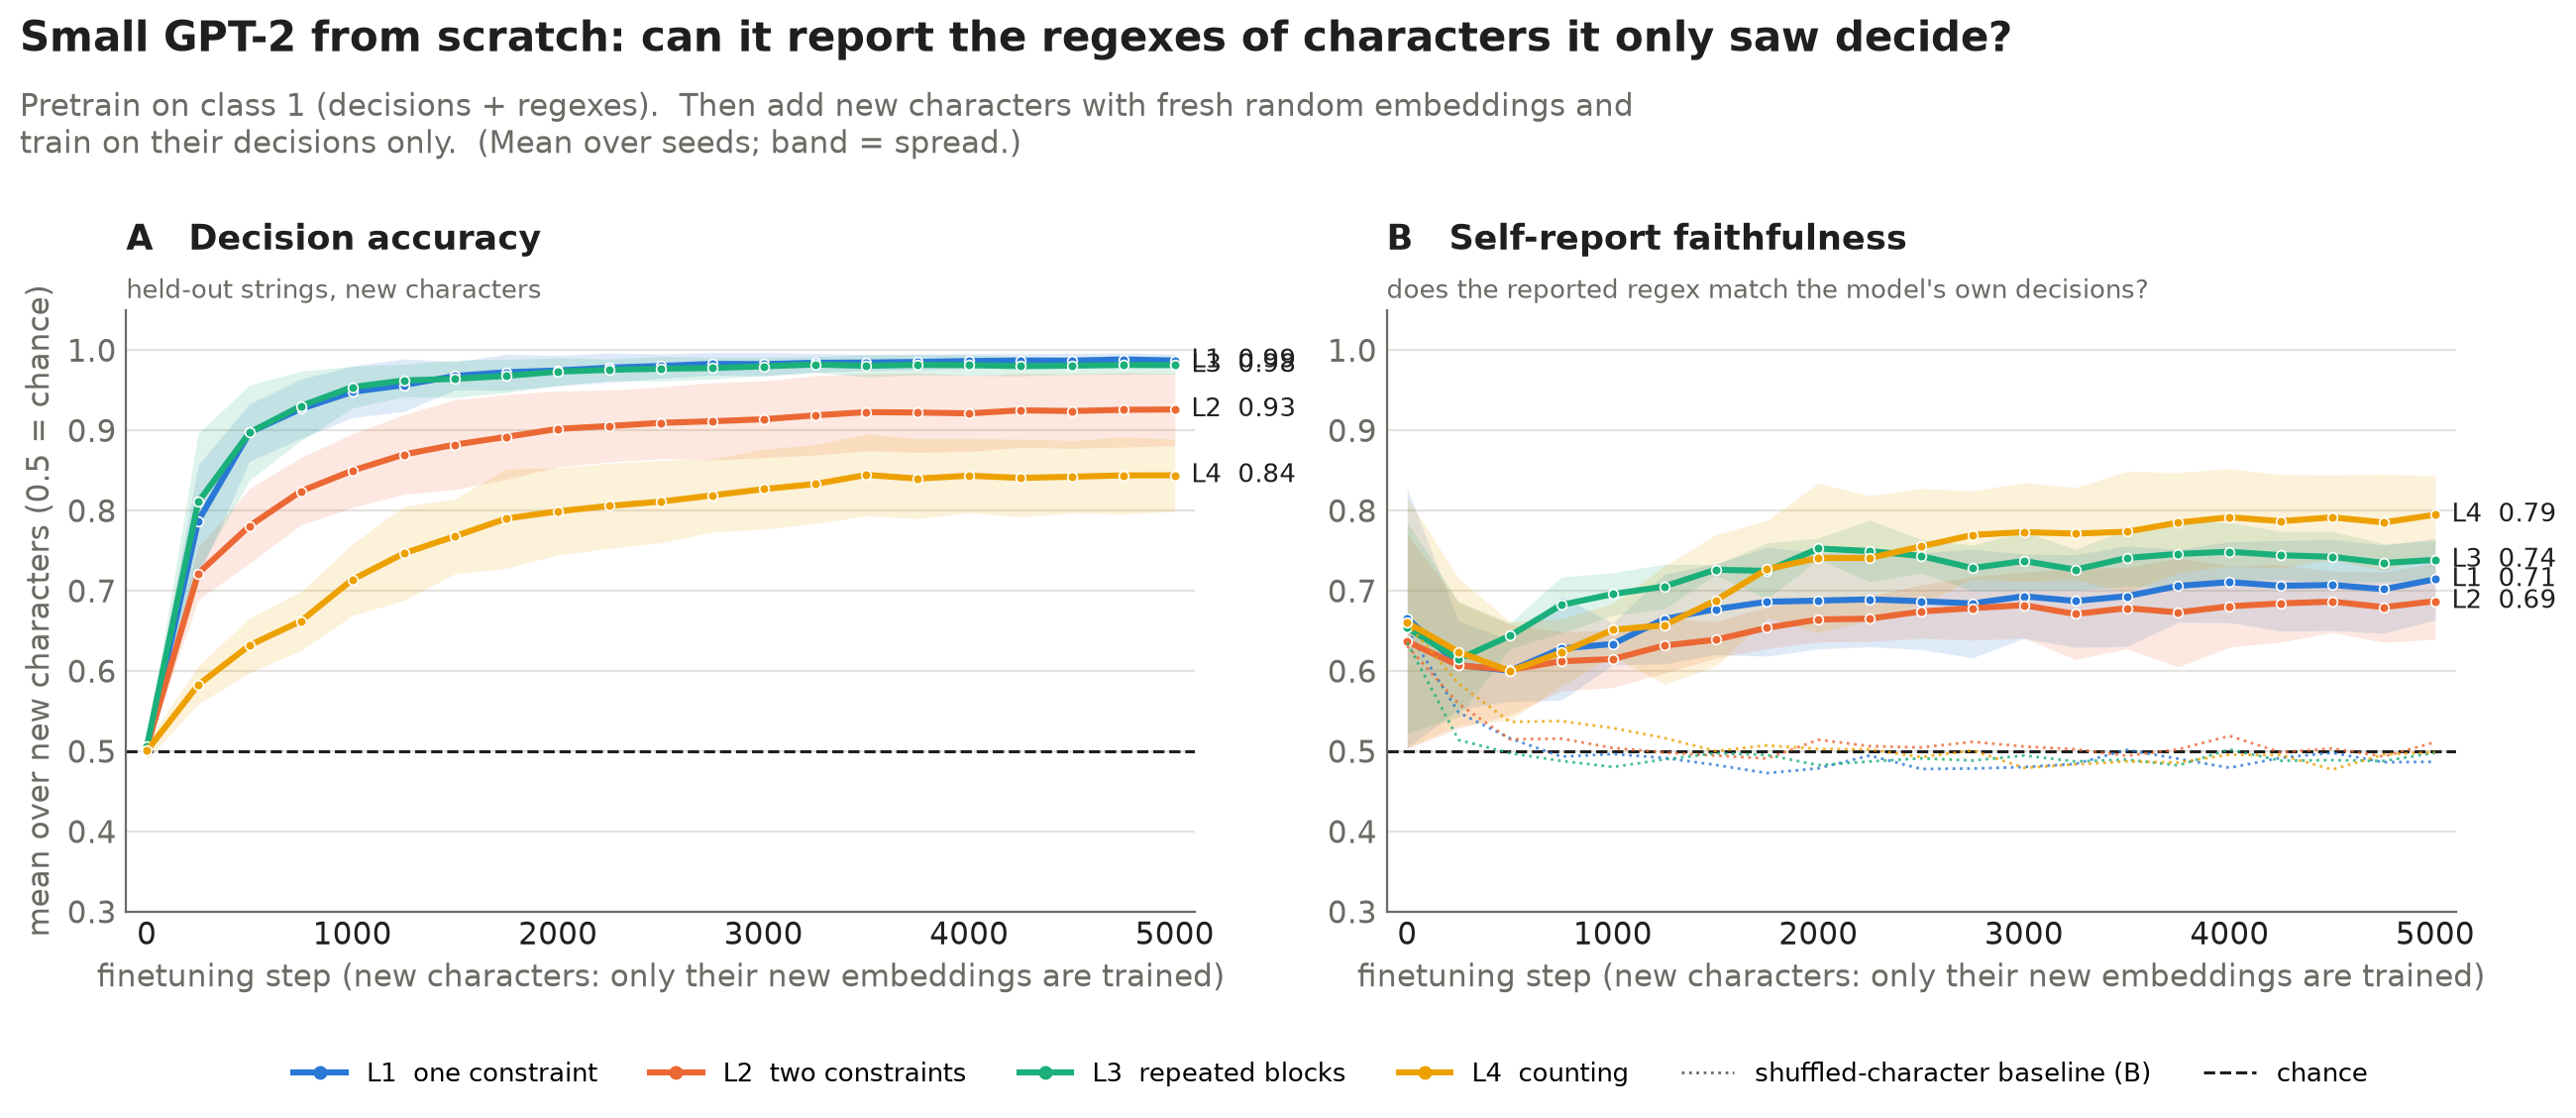 Small GPT-2 from scratch: can it report the regexes of characters it only saw decide?
Pretrain on class 1 (decisions + regexes).  Then add new characters with fresh random embeddings and
train on their decisions only.  (Mean over seeds; band = spread.)
A   Decision accuracy
held-out strings, new characters
mean over new characters (0.5 = chance)
1.0
0.9
0.8
0.7
0.6
0.5
0.4
0.3
L1  0.99
L3  0.98
L2  0.93
L4  0.84
0 1000 2000 3000 4000 5000
finetuning step (new characters: only their new embeddings are trained)
B   Self-report faithfulness
does the reported regex match the model's own decisions?
1.0
0.9
0.8
0.7
0.6
0.5
0.4
0.3
L4  0.79
L3  0.74
L1  0.71
L2  0.69
0 1000 2000 3000 4000 5000
finetuning step (new characters: only their new embeddings are trained)
L1  one constraint   L2  two constraints   L3  repeated blocks   L4  counting   shuffled-character baseline (B)   chance